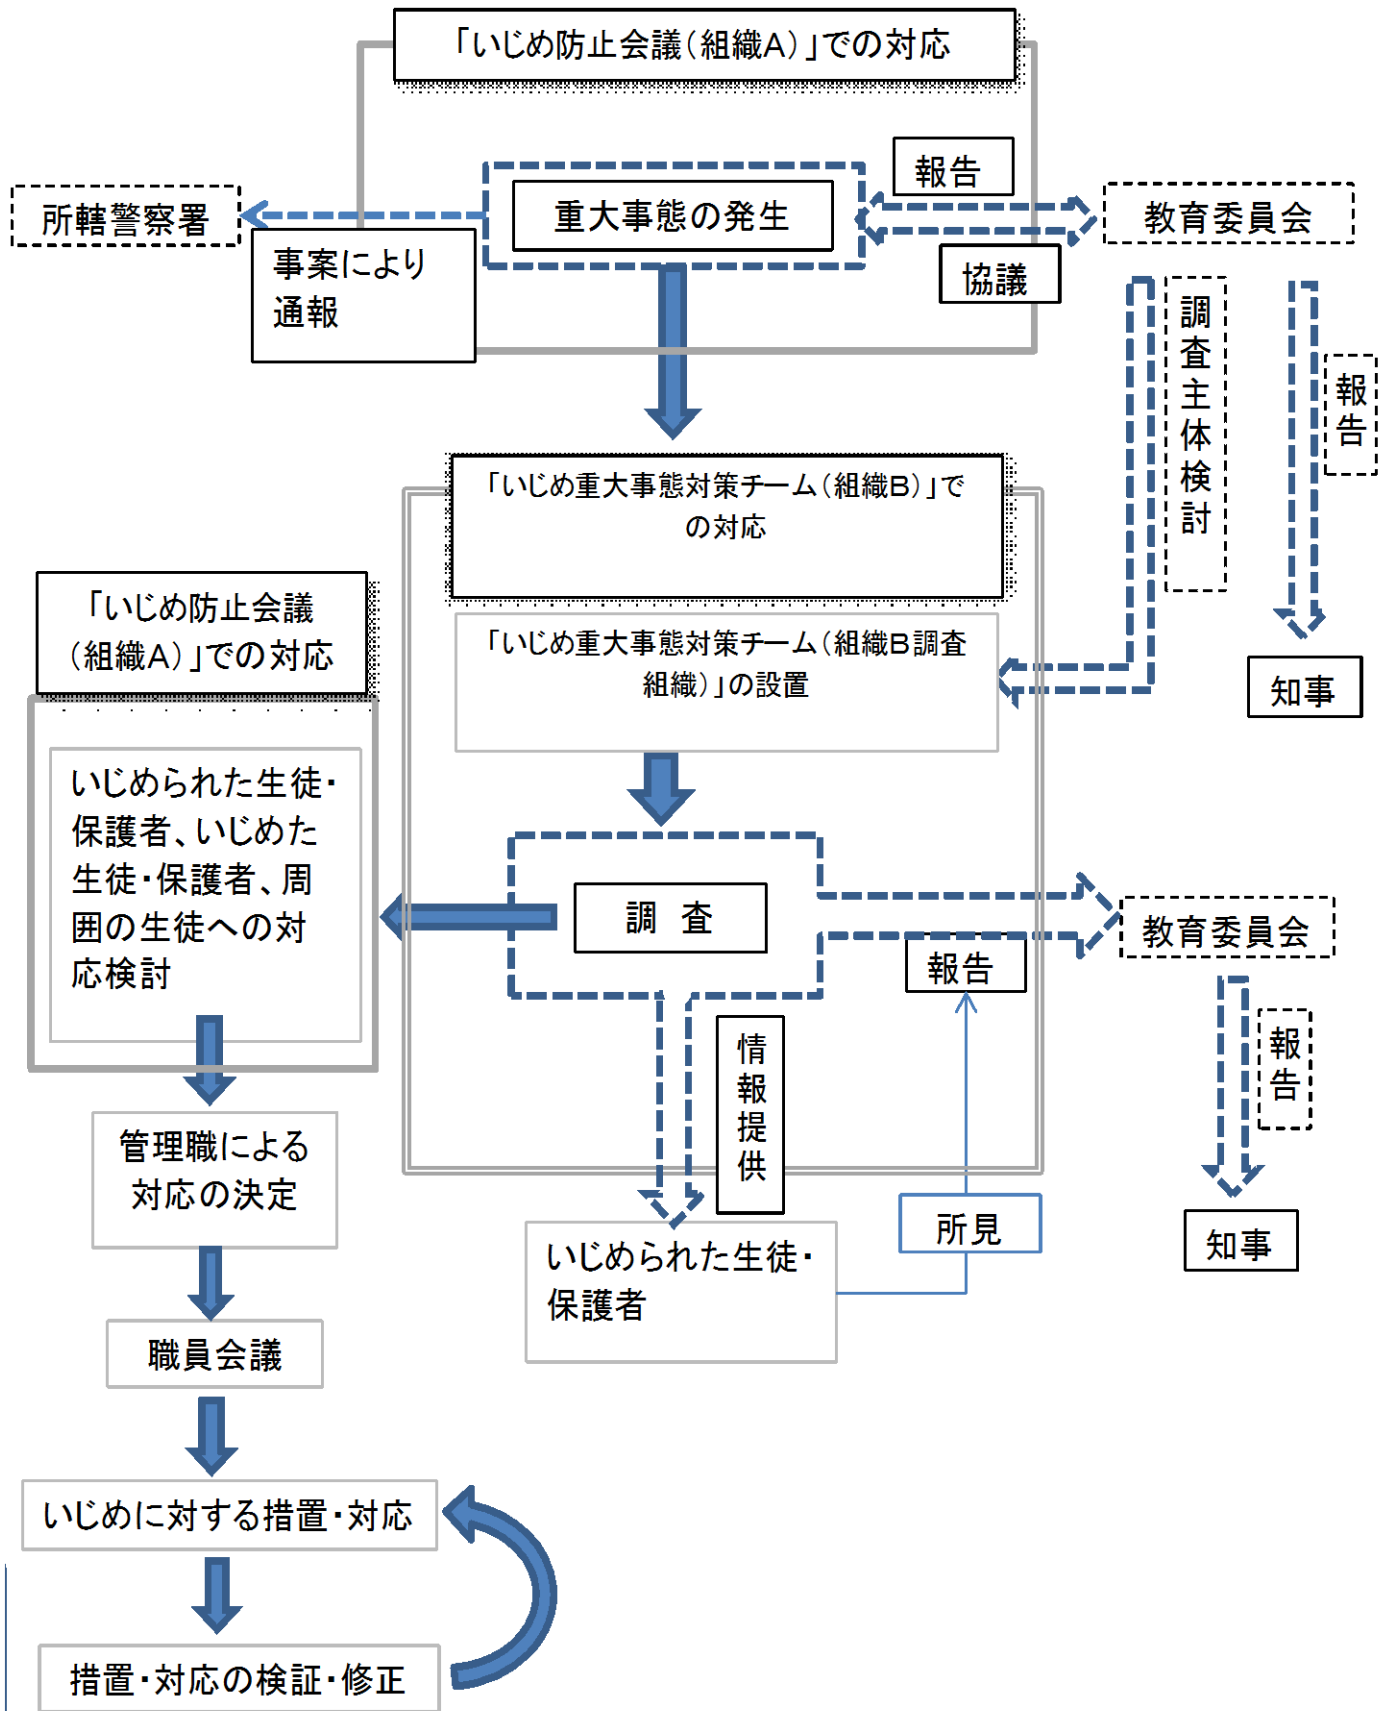 「いじめ防止会議(組織A)」での対応
報告
所轄警察署
重大事態の発生
教育委員会
事案により
通報
協議
調査主体検討
報告
「いじめ重大事態対策チーム(組織B)」で
の対応
「いじめ防止会議
(組織A)」での対応
「いじめ重大事態対策チーム(組織B調査
組織)」の設置
知事
いじめられた生徒・
保護者、いじめた
生徒・保護者、周
囲の生徒への対
応検討
調 査
教育委員会
報告
情報提供
報告
管理職による
対応の決定
所見
知事
いじめられた生徒・
保護者
職員会議
いじめに対する措置・対応
措置・対応の検証・修正